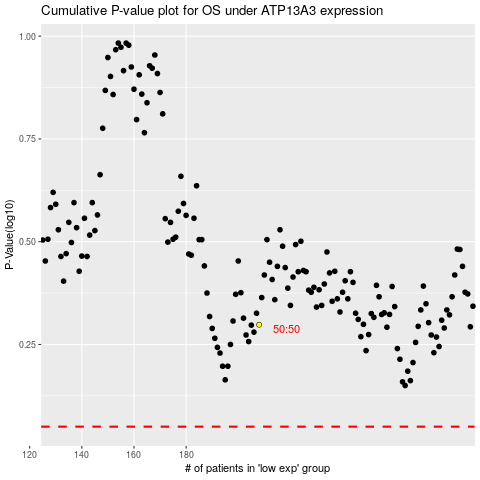 Cumulative P-value plot for OS under ATP13A3 expression
1.00
0.75
0.50
0.25
P-Value(log10)
50:50
120 140 160 180
# of patients in 'low exp' group